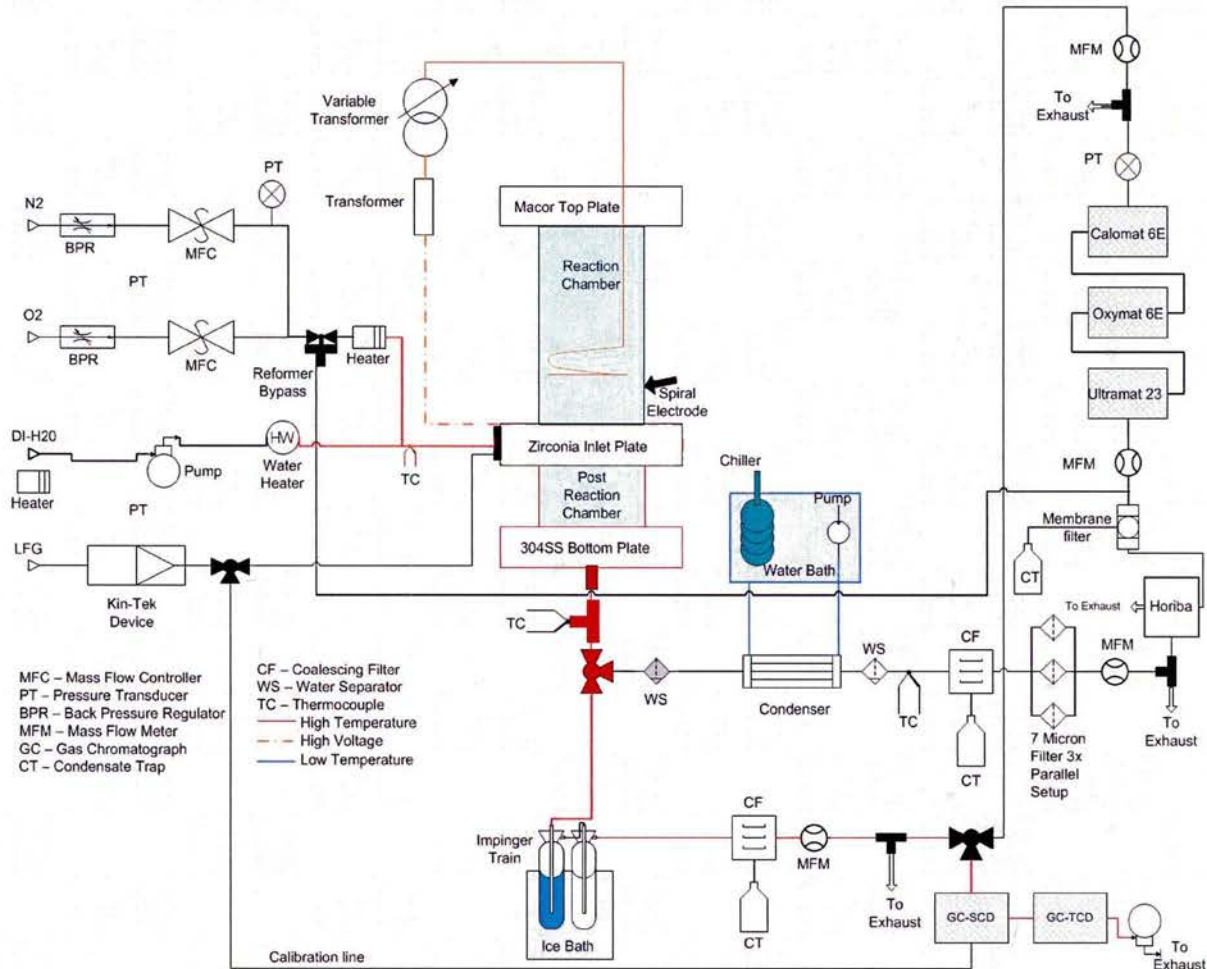 MFM
To
Exhaust
PT
Variable
Transformer
PT
Transformer
N2
BPR
MFC
Macor Top Plate
Calomat 6E
Reaction
Chamber
PT
O2
BPR
MFC
Heater
Oxymat 6E
Reformer
Bypass
Spiral
Electrode
Ultramat 23
DI-H20
HW
Pump
Water
Heater
TC
Zirconia Inlet Plate
Heater
PT
Post
Reaction
Chamber
Chiller
Pump
MFM
Membrane
filter
LFG
304SS Bottom Plate
Water Bath
CT
Kin-Tek
Device
TC
To Exhaust
Horiba
CF
MFM
WS
WS
Condenser
TC
CT
To
Exhaust
7 Micron
Filter 3x
Parallel
Setup
MFC – Mass Flow Controller
PT – Pressure Transducer
BPR – Back Pressure Regulator
MFM – Mass Flow Meter
GC – Gas Chromatograph
CT – Condensate Trap
CF – Coalescing Filter
WS – Water Separator
TC – Thermocouple
High Temperature
High Voltage
Low Temperature
Impinger
Train
CF
MFM
To
Exhaust
CT
Ice Bath
GC-SCD
GC-TCD
To
Exhaust
Calibration line